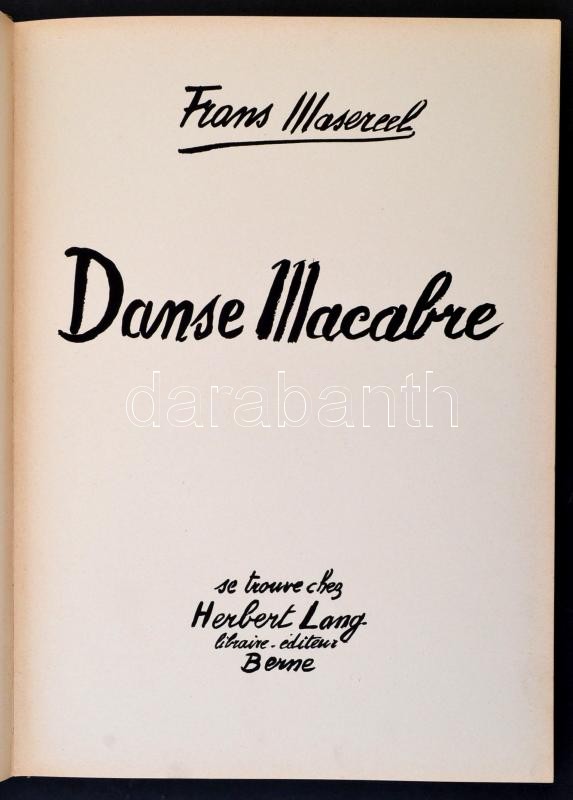 Frans Masereel
Danse Macabre
darabanth
se trouve chez
Herbert Lang
libraire-éditeur
Berne